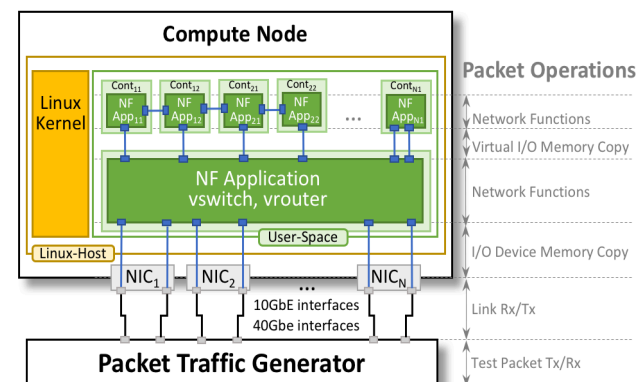 Compute Node
Packet Operations
Linux
Kernel
Cont11
Cont12
Cont21
Cont22
ContN1
NF
App11
NF
App12
NF
App21
NF
App22
...
NF
AppN1
Network Functions
Virtual I/O Memory Copy
NF Application
vswitch, vrouter
Network Functions
User-Space
Linux-Host
I/O Device Memory Copy
NIC1
NIC2
...
NICN
10GbE interfaces
40Gbe interfaces
Link Rx/Tx
Packet Traffic Generator
Test Packet Tx/Rx